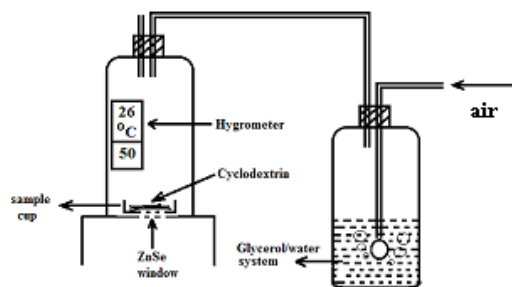 26
°C
50
Hygrometer
Cyclodextrin
sample
cup
ZnSe
window
air
Glycerol/water
system